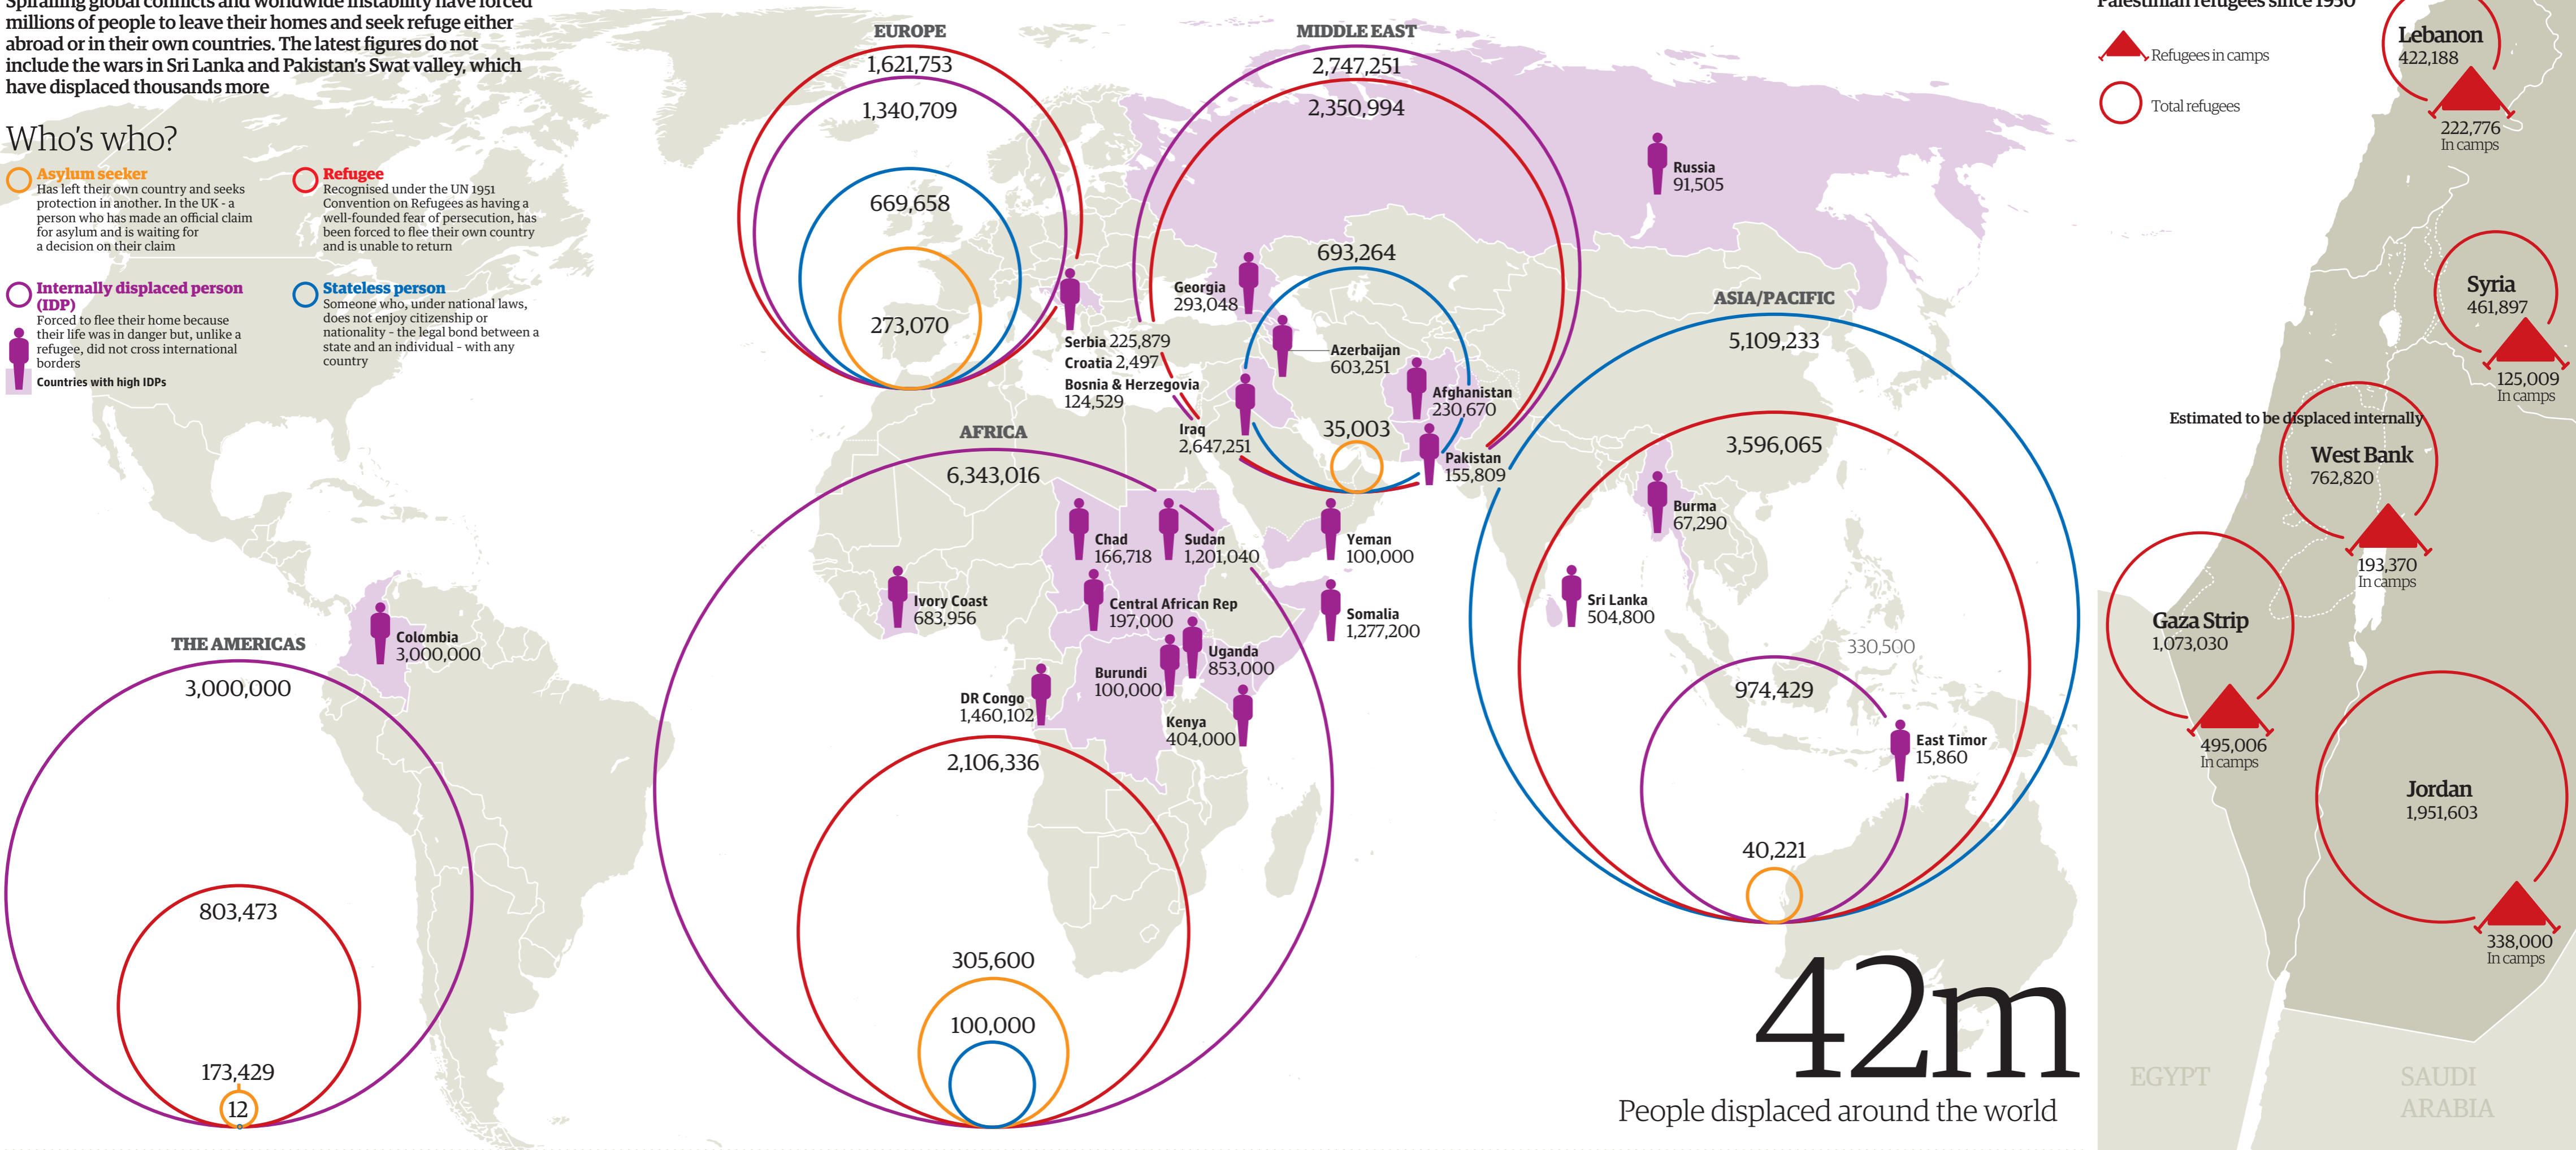 Spiralling global conflicts and worldwide instability have forced
millions of people to leave their homes and seek refuge either
abroad or in their own countries. The latest figures do not
include the wars in Sri Lanka and Pakistan's Swat valley, which
have displaced thousands more
Who's who?
Asylum seeker
Has left their own country and seeks
protection in another. In the UK - a
person who has made an official claim
for asylum and is waiting for
a decision on their claim
Refugee
Recognised under the UN 1951
Convention on Refugees as having a
well-founded fear of persecution, has
been forced to flee their own country
and is unable to return
Internally displaced person
(IDP)
Forced to flee their home because
their life was in danger but, unlike a
refugee, did not cross international
borders
Countries with high IDPs
Stateless person
Someone who, under national laws,
does not enjoy citizenship or
nationality - the legal bond between a
state and an individual - with any
country
THE AMERICAS
3,000,000
803,473
173,429
12
Colombia
3,000,000
EUROPE
1,621,753
1,340,709
669,658
273,070
Serbia 225,879
Croatia 2,497
Bosnia & Herzegovia
124,529
AFRICA
6,343,016
2,106,336
305,600
100,000
Chad
166,718
Sudan
1,201,040
Ivory Coast
683,956
Central African Rep
197,000
Uganda
853,000
Burundi
100,000
DR Congo
1,460,102
Kenya
404,000
Somalia
1,277,200
Yeman
100,000
MIDDLE EAST
2,747,251
2,350,994
693,264
35,003
Russia
91,505
Georgia
293,048
Azerbaijan
603,251
Afghanistan
230,670
Iraq
2,647,251
Pakistan
155,809
ASIA/PACIFIC
5,109,233
3,596,065
974,429
40,221
330,500
Burma
67,290
Sri Lanka
504,800
East Timor
15,860
42m
People displaced around the world
Palestinian refugees since 1950
Refugees in camps
Total refugees
Lebanon
422,188
222,776
In camps
Syria
461,897
125,009
In camps
Estimated to be displaced internally
West Bank
762,820
193,370
In camps
Gaza Strip
1,073,030
495,006
In camps
Jordan
1,951,603
338,000
In camps
EGYPT
SAUDI
ARABIA